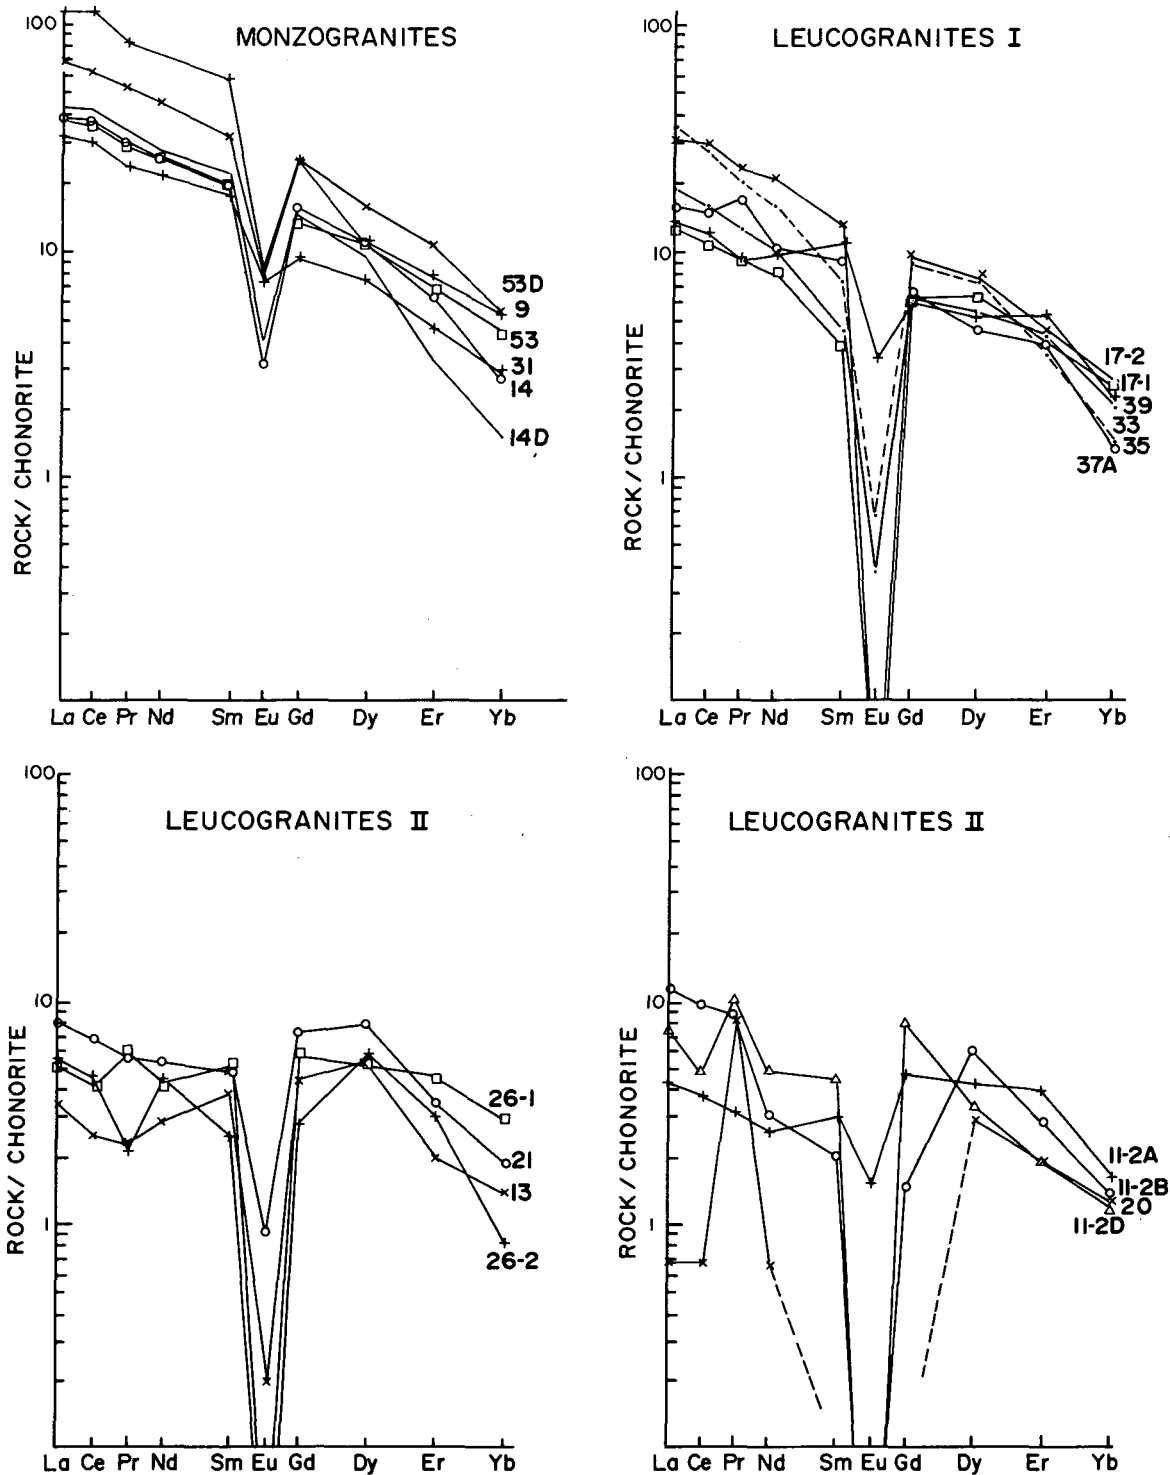 MONZOGRANITES
100
10
1
ROCK/ CHONORITE
53D
9
53
31
14
14D
La Ce Pr Nd Sm Eu Gd Dy Er Yb
LEUCOGRANITES I
100
10
1
ROCK/CHONORITE
17-2
17-1
39
33
35
37A
La Ce Pr Nd Sm Eu Gd Dy Er Yb
LEUCOGRANITES II
100
10
1
ROCK/ CHONORITE
26-1
21
13
26-2
La Ce Pr Nd Sm Eu Gd Dy Er Yb
LEUCOGRANITES II
100
10
1
ROCK/CHONORITE
11-2A
11-2B
20
11-2D
La Ce Pr Nd Sm Eu Gd Dy Er Yb